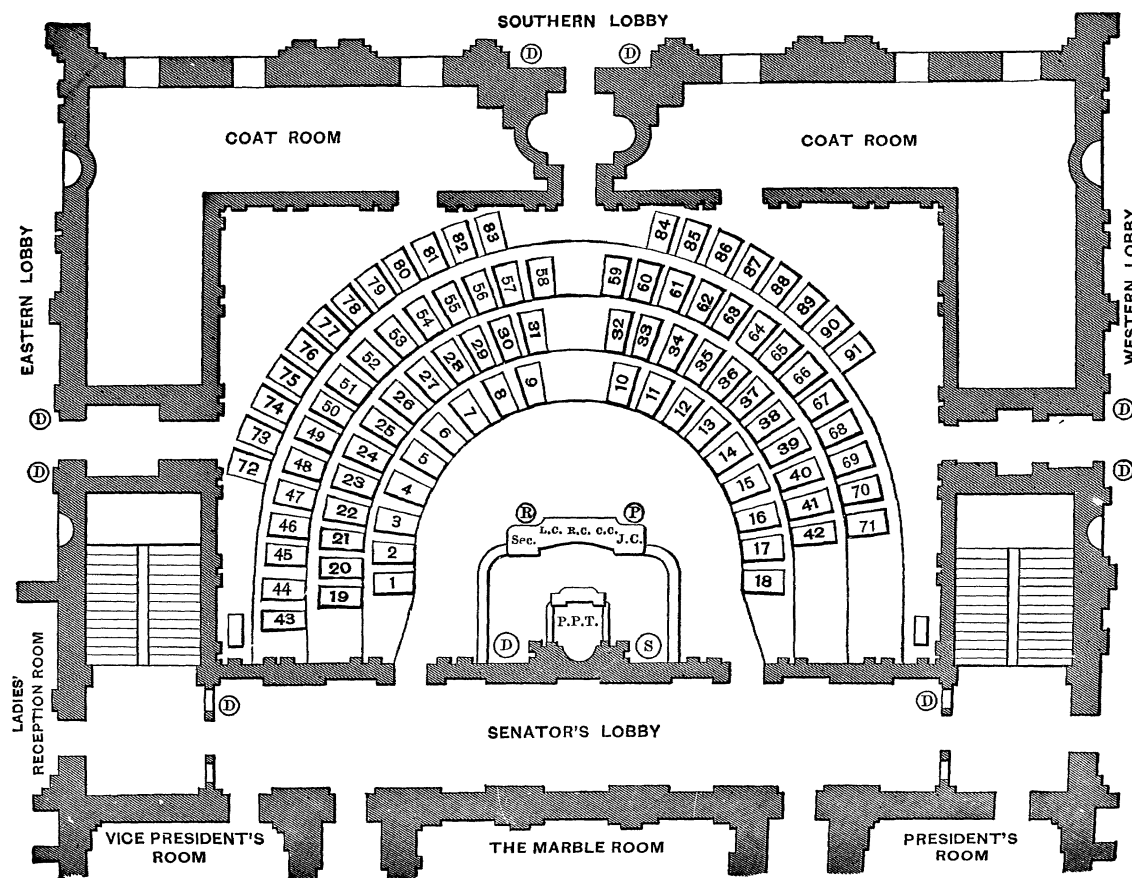 SOUTHERN LOBBY
D D
COAT ROOM
COAT ROOM
EASTERN LOBBY
WESTERN LOBBY
72 73 74 75 76 77 78 79 80 81 82 83
84 85 86 87 88 89 90 91
43 44 45 46 47 48 49 50 51 52 53 54 55 56 57 58
59 60 61 62 63 64 65 66 67 68 69 70 71
19 20 21 22 23 24 25 26 27 28 29 30 31
32 33 34 35 36 37 38 39 40 41 42
1 2 3 4 5 6 7 8 9
10 11 12 13 14 15 16 17 18
D D
D D
R P
L.C. R.C. C.C.
Sec. J.C.
P.P.T.
D S
D D
LADIES'
RECEPTION ROOM
SENATOR'S LOBBY
VICE PRESIDENT'S
ROOM
THE MARBLE ROOM
PRESIDENT'S
ROOM